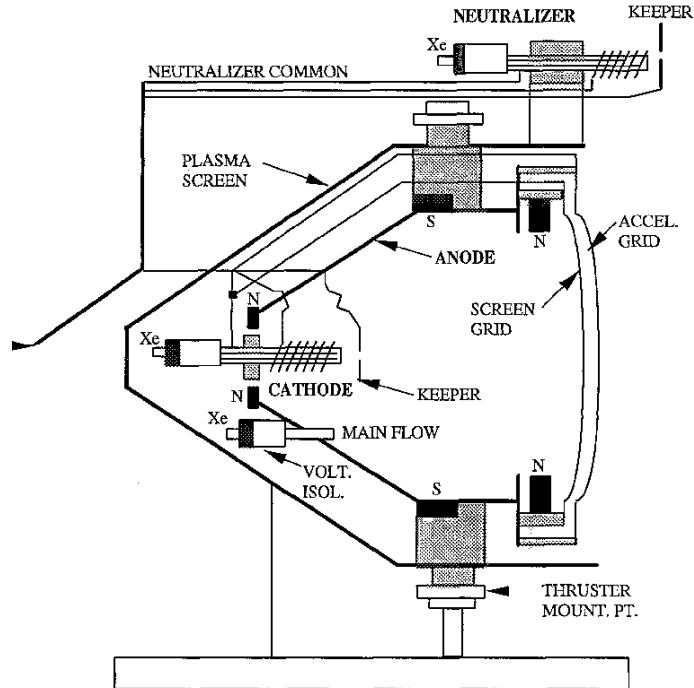 NEUTRALIZER
KEEPER
Xe
NEUTRALIZER COMMON
PLASMA
SCREEN
S
N
ACCEL.
GRID
ANODE
SCREEN
GRID
N
Xe
CATHODE
KEEPER
N
Xe
MAIN FLOW
VOLT.
ISOL.
S
N
THRUSTER
MOUNT. PT.